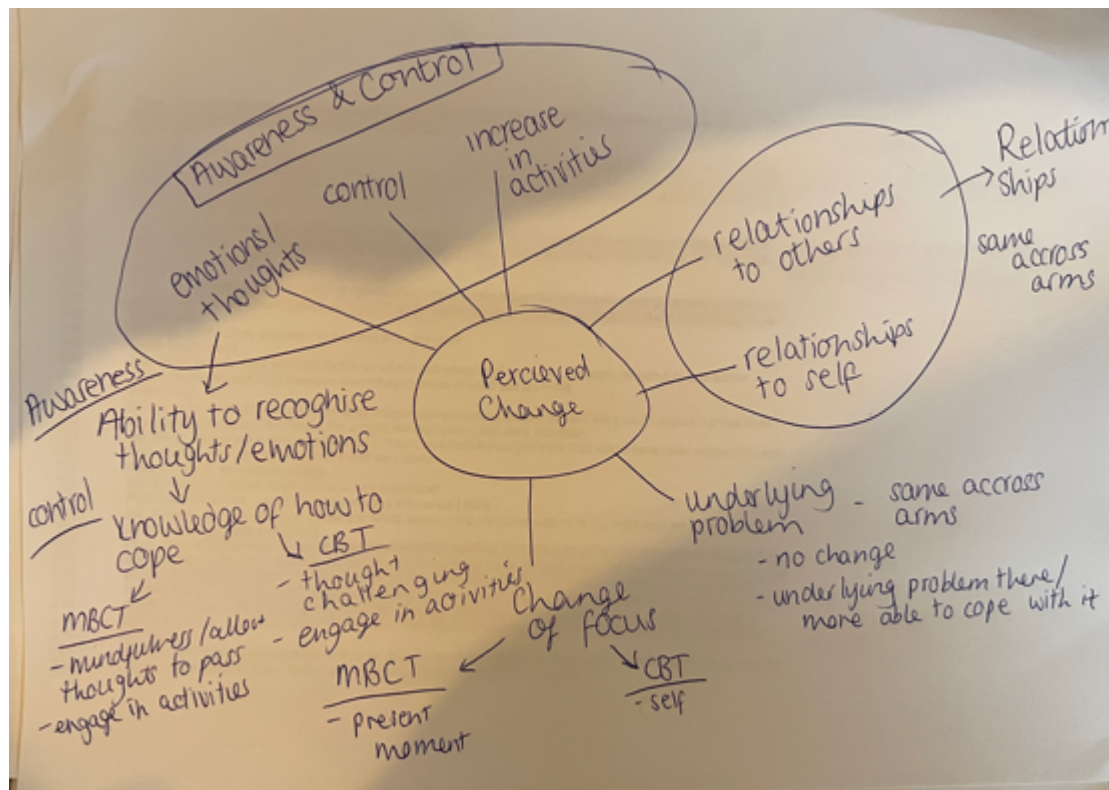 Awareness & Control
increase
in
activities
control
emotions/
thoughts
Relation
ships
relationships
to others
same
accross
arms
relationships
to self
Percieved
Change
Awareness
Ability to recoghise
thoughts/emotions
control
knowledge of how to
cope
CBT
- thought
challenging
- engage in activities
MBCT
- mindfulness/allow
thoughts to pass
- engage in activities
underlying - same accross
problem arms
- no change
- underlying problem there/
more able to cope with it
Change
of focus
MBCT
- present
moment
CBT
- self